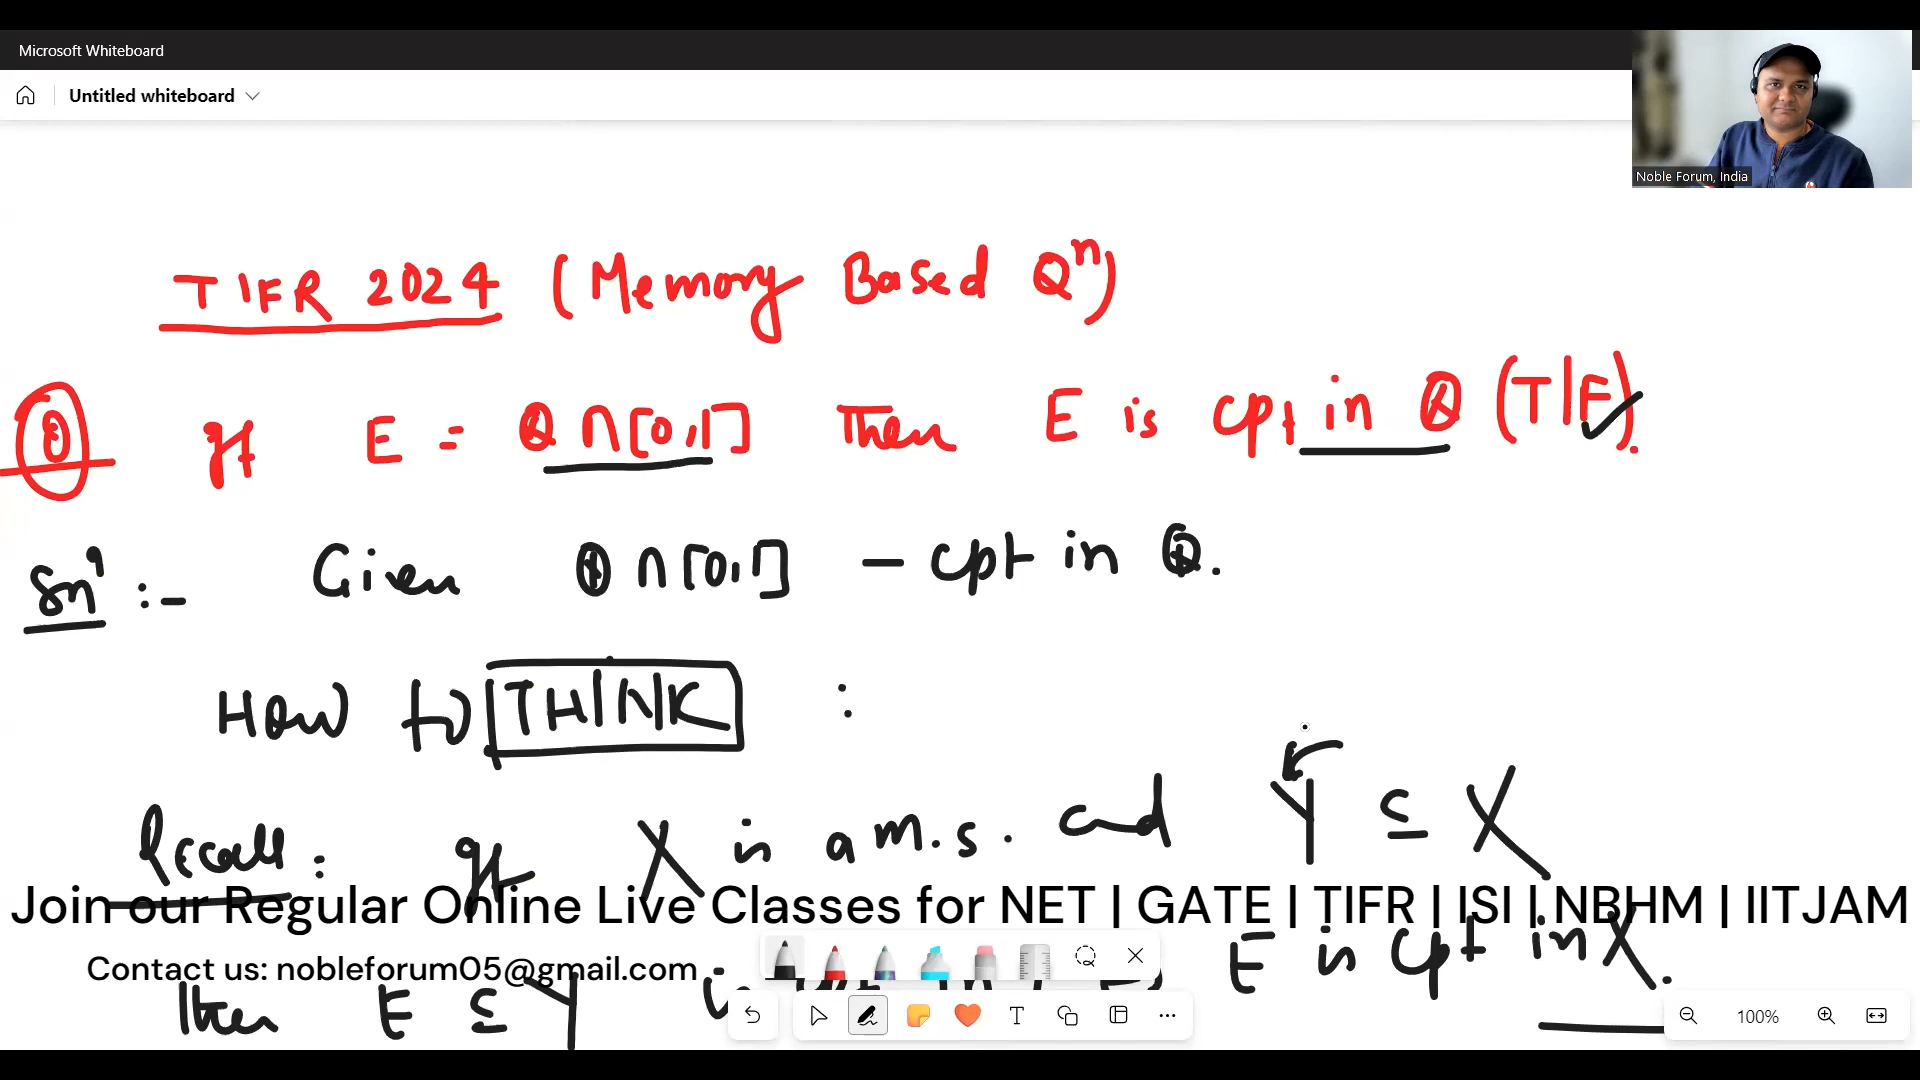 Microsoft Whiteboard
Untitled whiteboard
Noble Forum, India
TIFR 2024 (Memory Based Qⁿ)
Q If E = ℚ ∩ [0,1] then E is cpt in ℚ (T|F).
Solⁿ :- Given ℚ ∩ [0,1] - cpt in ℚ.
How to THINK :
Recall : If X is a m.s. and Y ⊆ X
Join our Regular Online Live Classes for NET | GATE | TIFR | ISI | NBHM | IITJAM
E is cpt in X.
Contact us: nobleforum05@gmail.com
then E ⊆ Y
100%